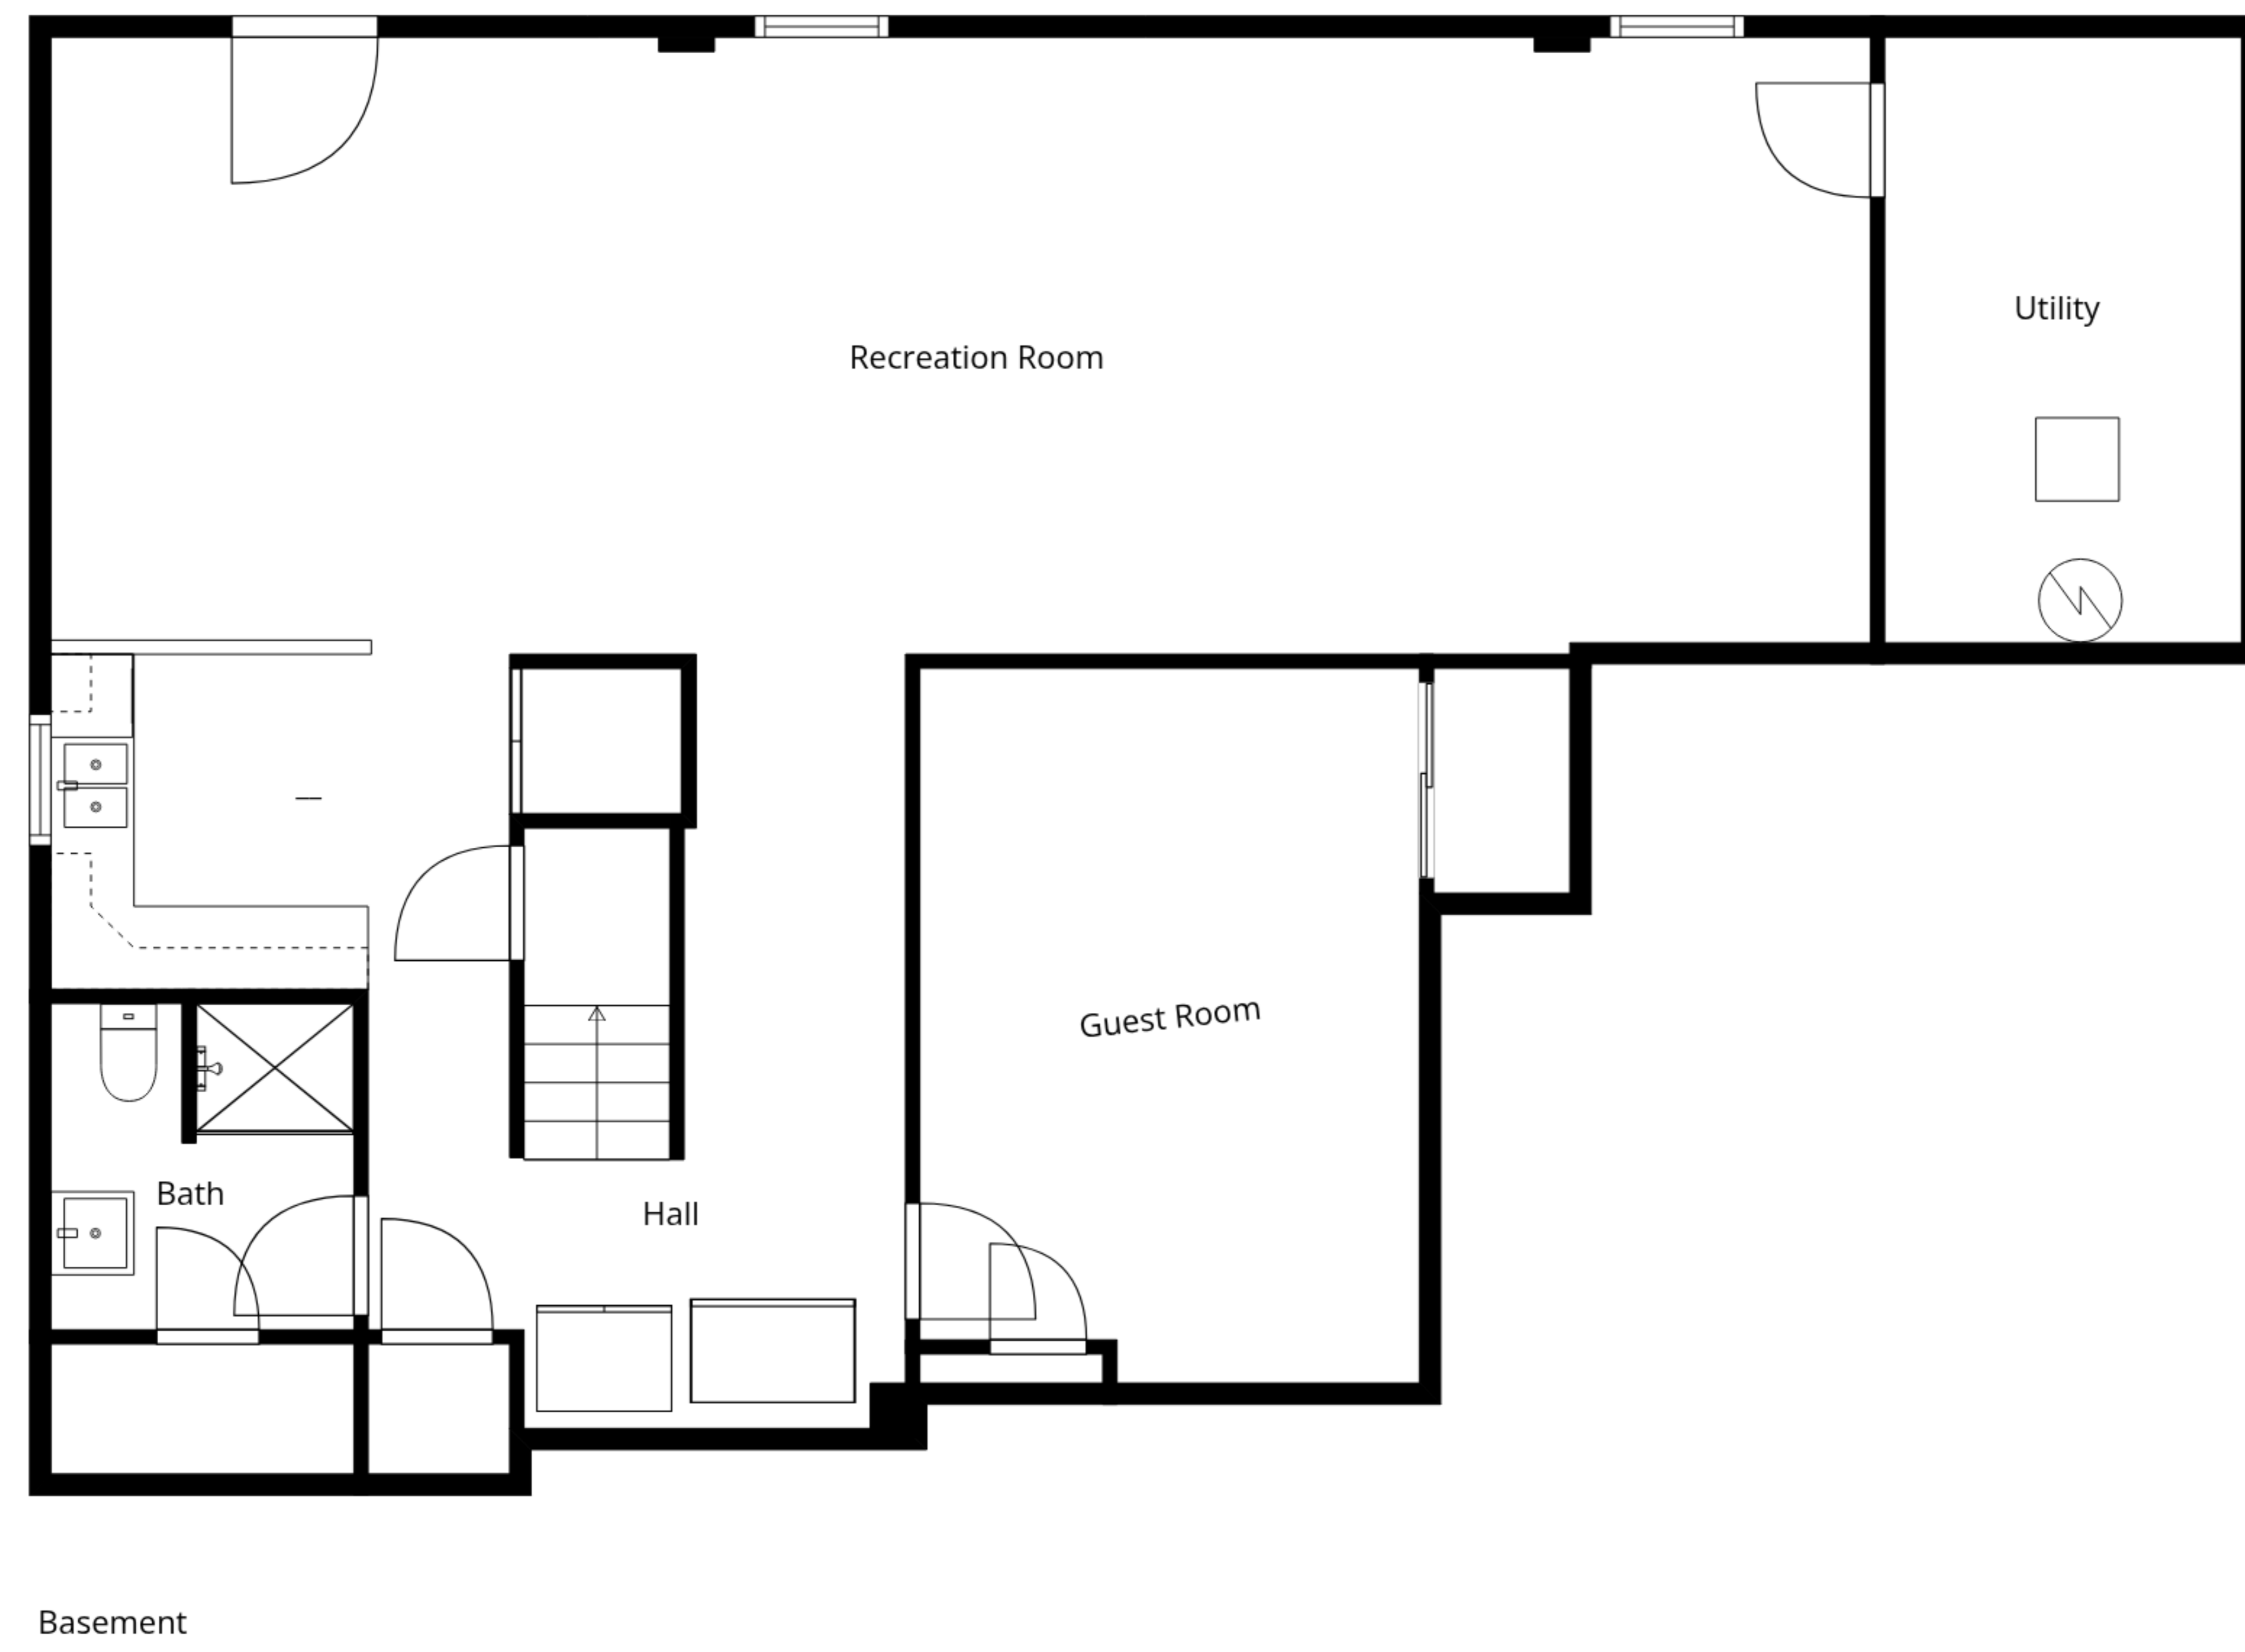 Utility
Recreation Room
Guest Room
Bath
Hall
Basement